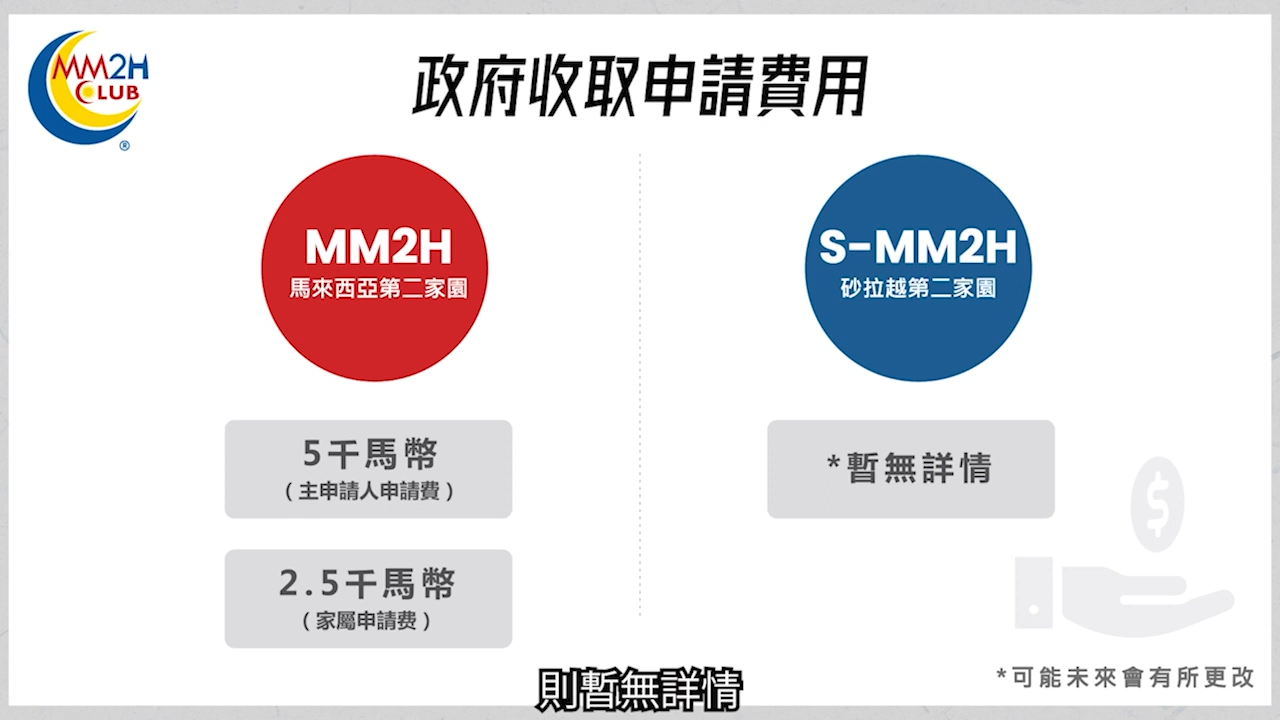 MM2H
CLUB
®
政府收取申請費用
MM2H
馬來西亞第二家園
5千馬幣
(主申請人申請費)
2.5千馬幣
(家屬申請费)
S-MM2H
砂拉越第二家園
*暫無詳情
$
*可能未來會有所更改
則暫無詳情